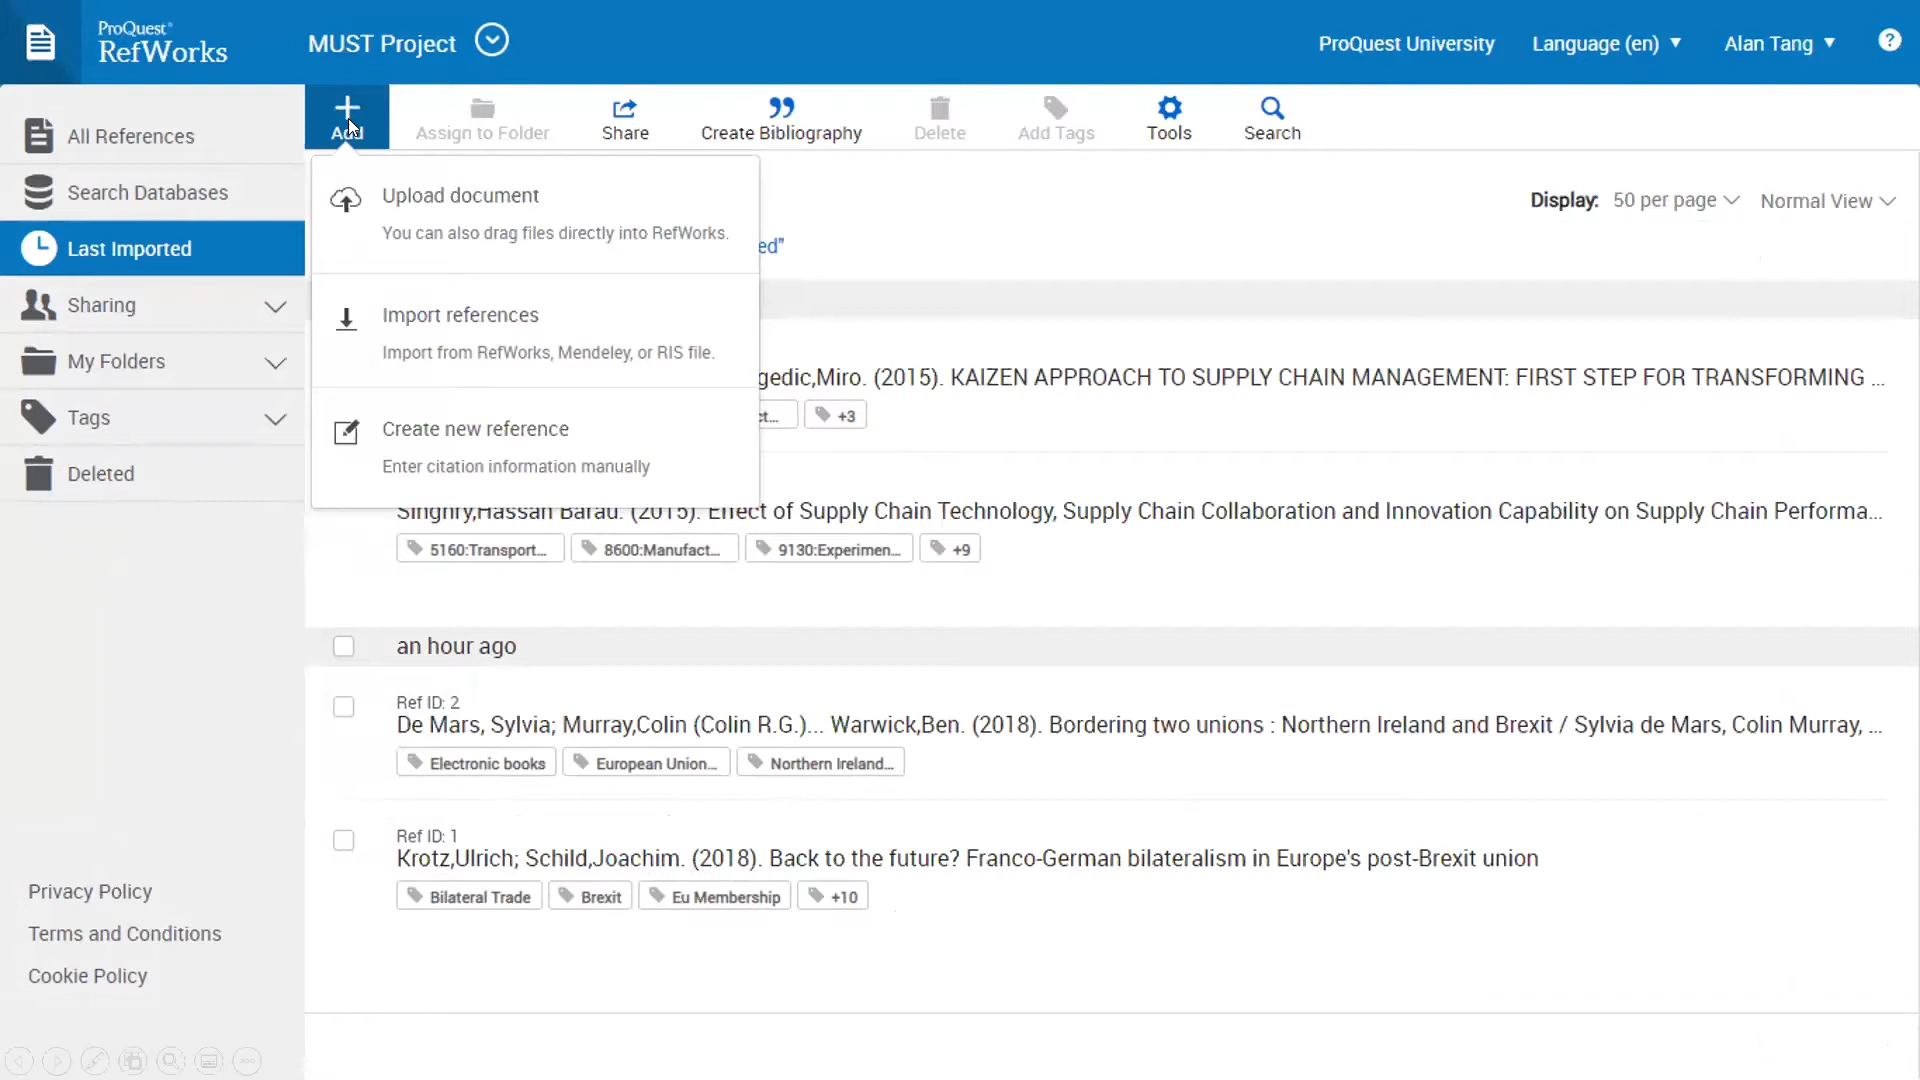 ProQuest®
RefWorks
MUST Project
ProQuest University
Language (en)
Alan Tang
?
Add
Assign to Folder
Share
Create Bibliography
Delete
Add Tags
Tools
Search
All References
Search Databases
Last Imported
Sharing
My Folders
Tags
Deleted
Upload document
You can also drag files directly into RefWorks.
Import references
Import from RefWorks, Mendeley, or RIS file.
Create new reference
Enter citation information manually
Display: 50 per page Normal View
ed"
gedic,Miro. (2015). KAIZEN APPROACH TO SUPPLY CHAIN MANAGEMENT: FIRST STEP FOR TRANSFORMING ...
ct... +3
(2015). Effect of Supply Chain Technology, Supply Chain Collaboration and Innovation Capability on Supply Chain Performa...
5160:Transport... 8600:Manufact... 9130:Experimen... +9
an hour ago
Ref ID: 2
De Mars, Sylvia; Murray,Colin (Colin R.G.)... Warwick,Ben. (2018). Bordering two unions : Northern Ireland and Brexit / Sylvia de Mars, Colin Murray, ...
Electronic books European Union... Northern Ireland...
Ref ID: 1
Krotz,Ulrich; Schild,Joachim. (2018). Back to the future? Franco-German bilateralism in Europe's post-Brexit union
Bilateral Trade Brexit Eu Membership +10
Privacy Policy
Terms and Conditions
Cookie Policy